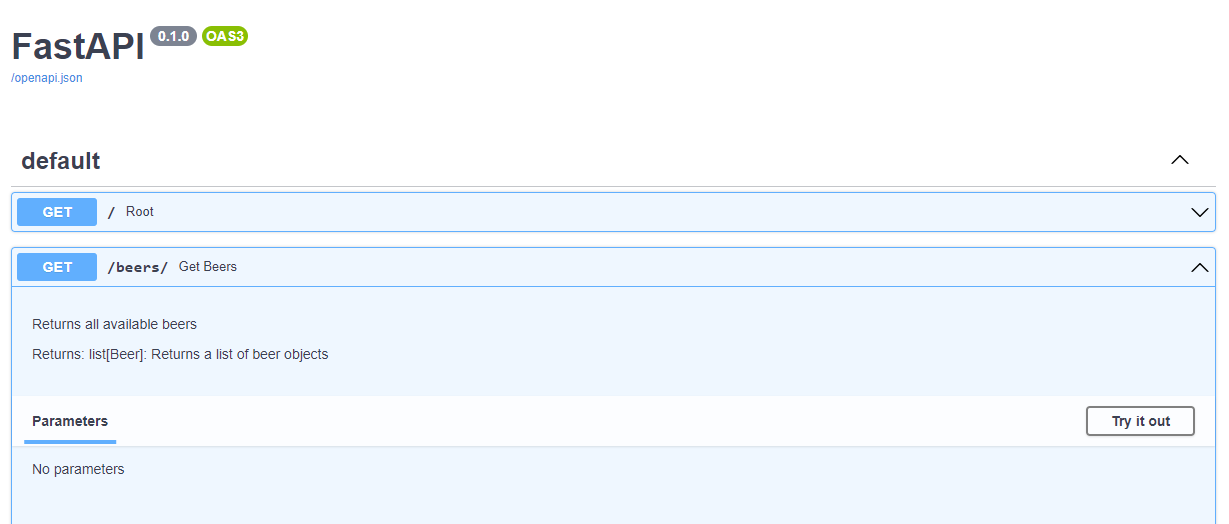 FastAPI 0.1.0 OAS3
/openapi.json
default
GET / Root
GET /beers/ Get Beers
Returns all available beers
Returns: list[Beer]: Returns a list of beer objects
Parameters Try it out
No parameters